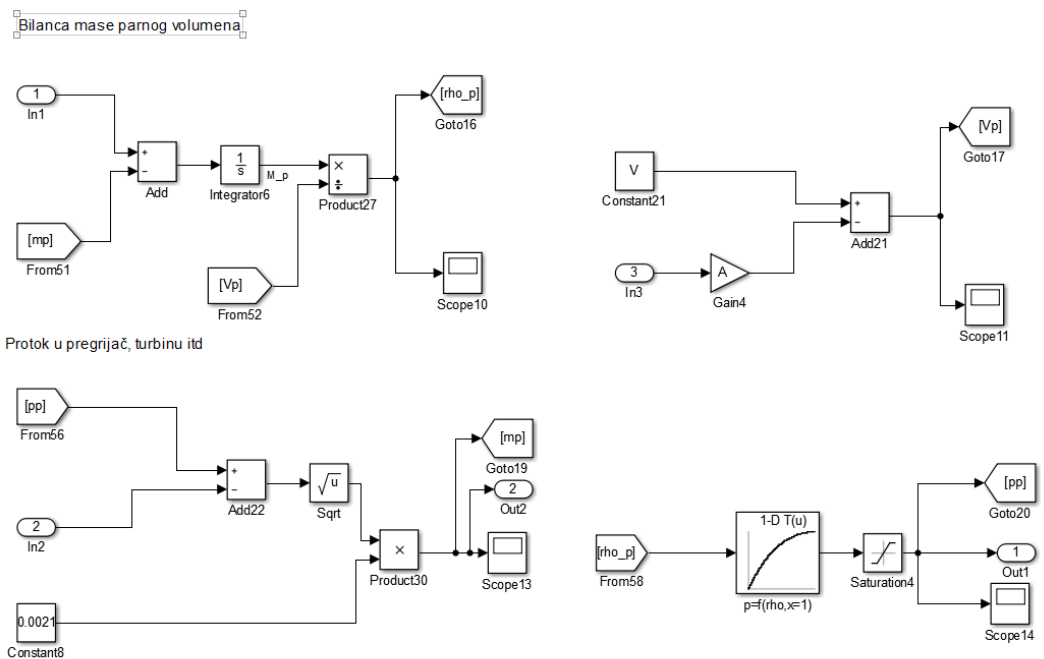 Bilanca mase parnog volumena
1
In1
+
−
Add
1
s
Integrator6
M_p
×
÷
Product27
[rho_p]
Goto16
[mp]
From51
[Vp]
From52
Scope10
V
Constant21
+
−
Add21
[Vp]
Goto17
3
In3
A
Gain4
Scope11
Protok u pregrijač, turbinu itd
[pp]
From56
+
−
Add22
√u
Sqrt
2
In2
×
Product30
[mp]
Goto19
2
Out2
Scope13
0.0021
Constant8
[rho_p]
From58
1-D T(u)
p=f(rho,x=1)
Saturation4
[pp]
Goto20
1
Out1
Scope14